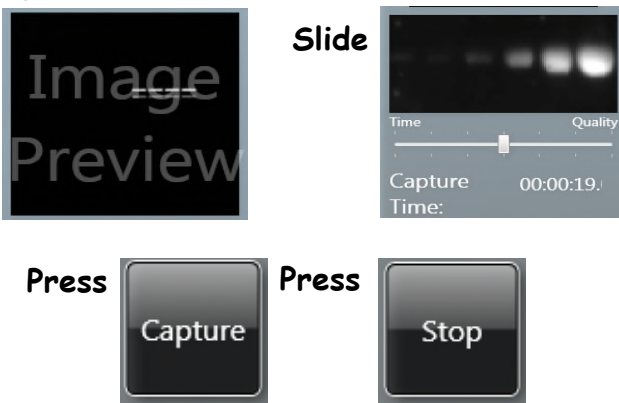 Image
Preview
Slide
Time Quality
Capture 00:00:19.
Time:
Press Capture
Press Stop